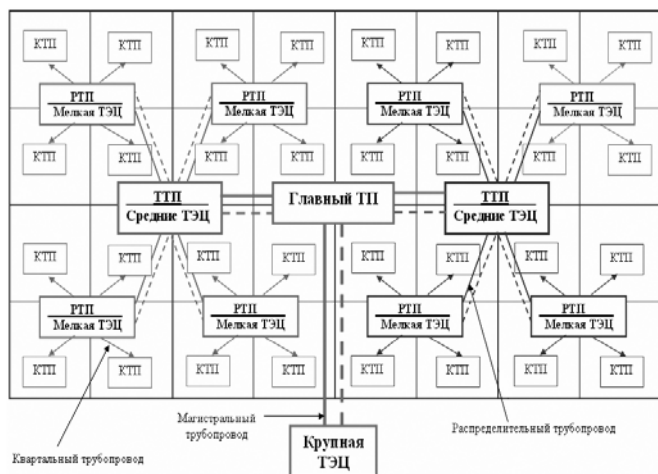 КТП КТП КТП КТП КТП КТП КТП КТП
РТП РТП РТП РТП
Мелкая ТЭЦ Мелкая ТЭЦ Мелкая ТЭЦ Мелкая ТЭЦ
КТП КТП КТП КТП КТП КТП КТП КТП
ТТП Главный ТП ТТП
Средние ТЭЦ Средние ТЭЦ
КТП КТП КТП КТП КТП КТП КТП КТП
РТП РТП РТП РТП
Мелкая ТЭЦ Мелкая ТЭЦ Мелкая ТЭЦ Мелкая ТЭЦ
КТП КТП КТП КТП КТП КТП КТП КТП
Магистральный
трубопровод
Распределительный трубопровод
Квартальный трубопровод
Крупная
ТЭЦ